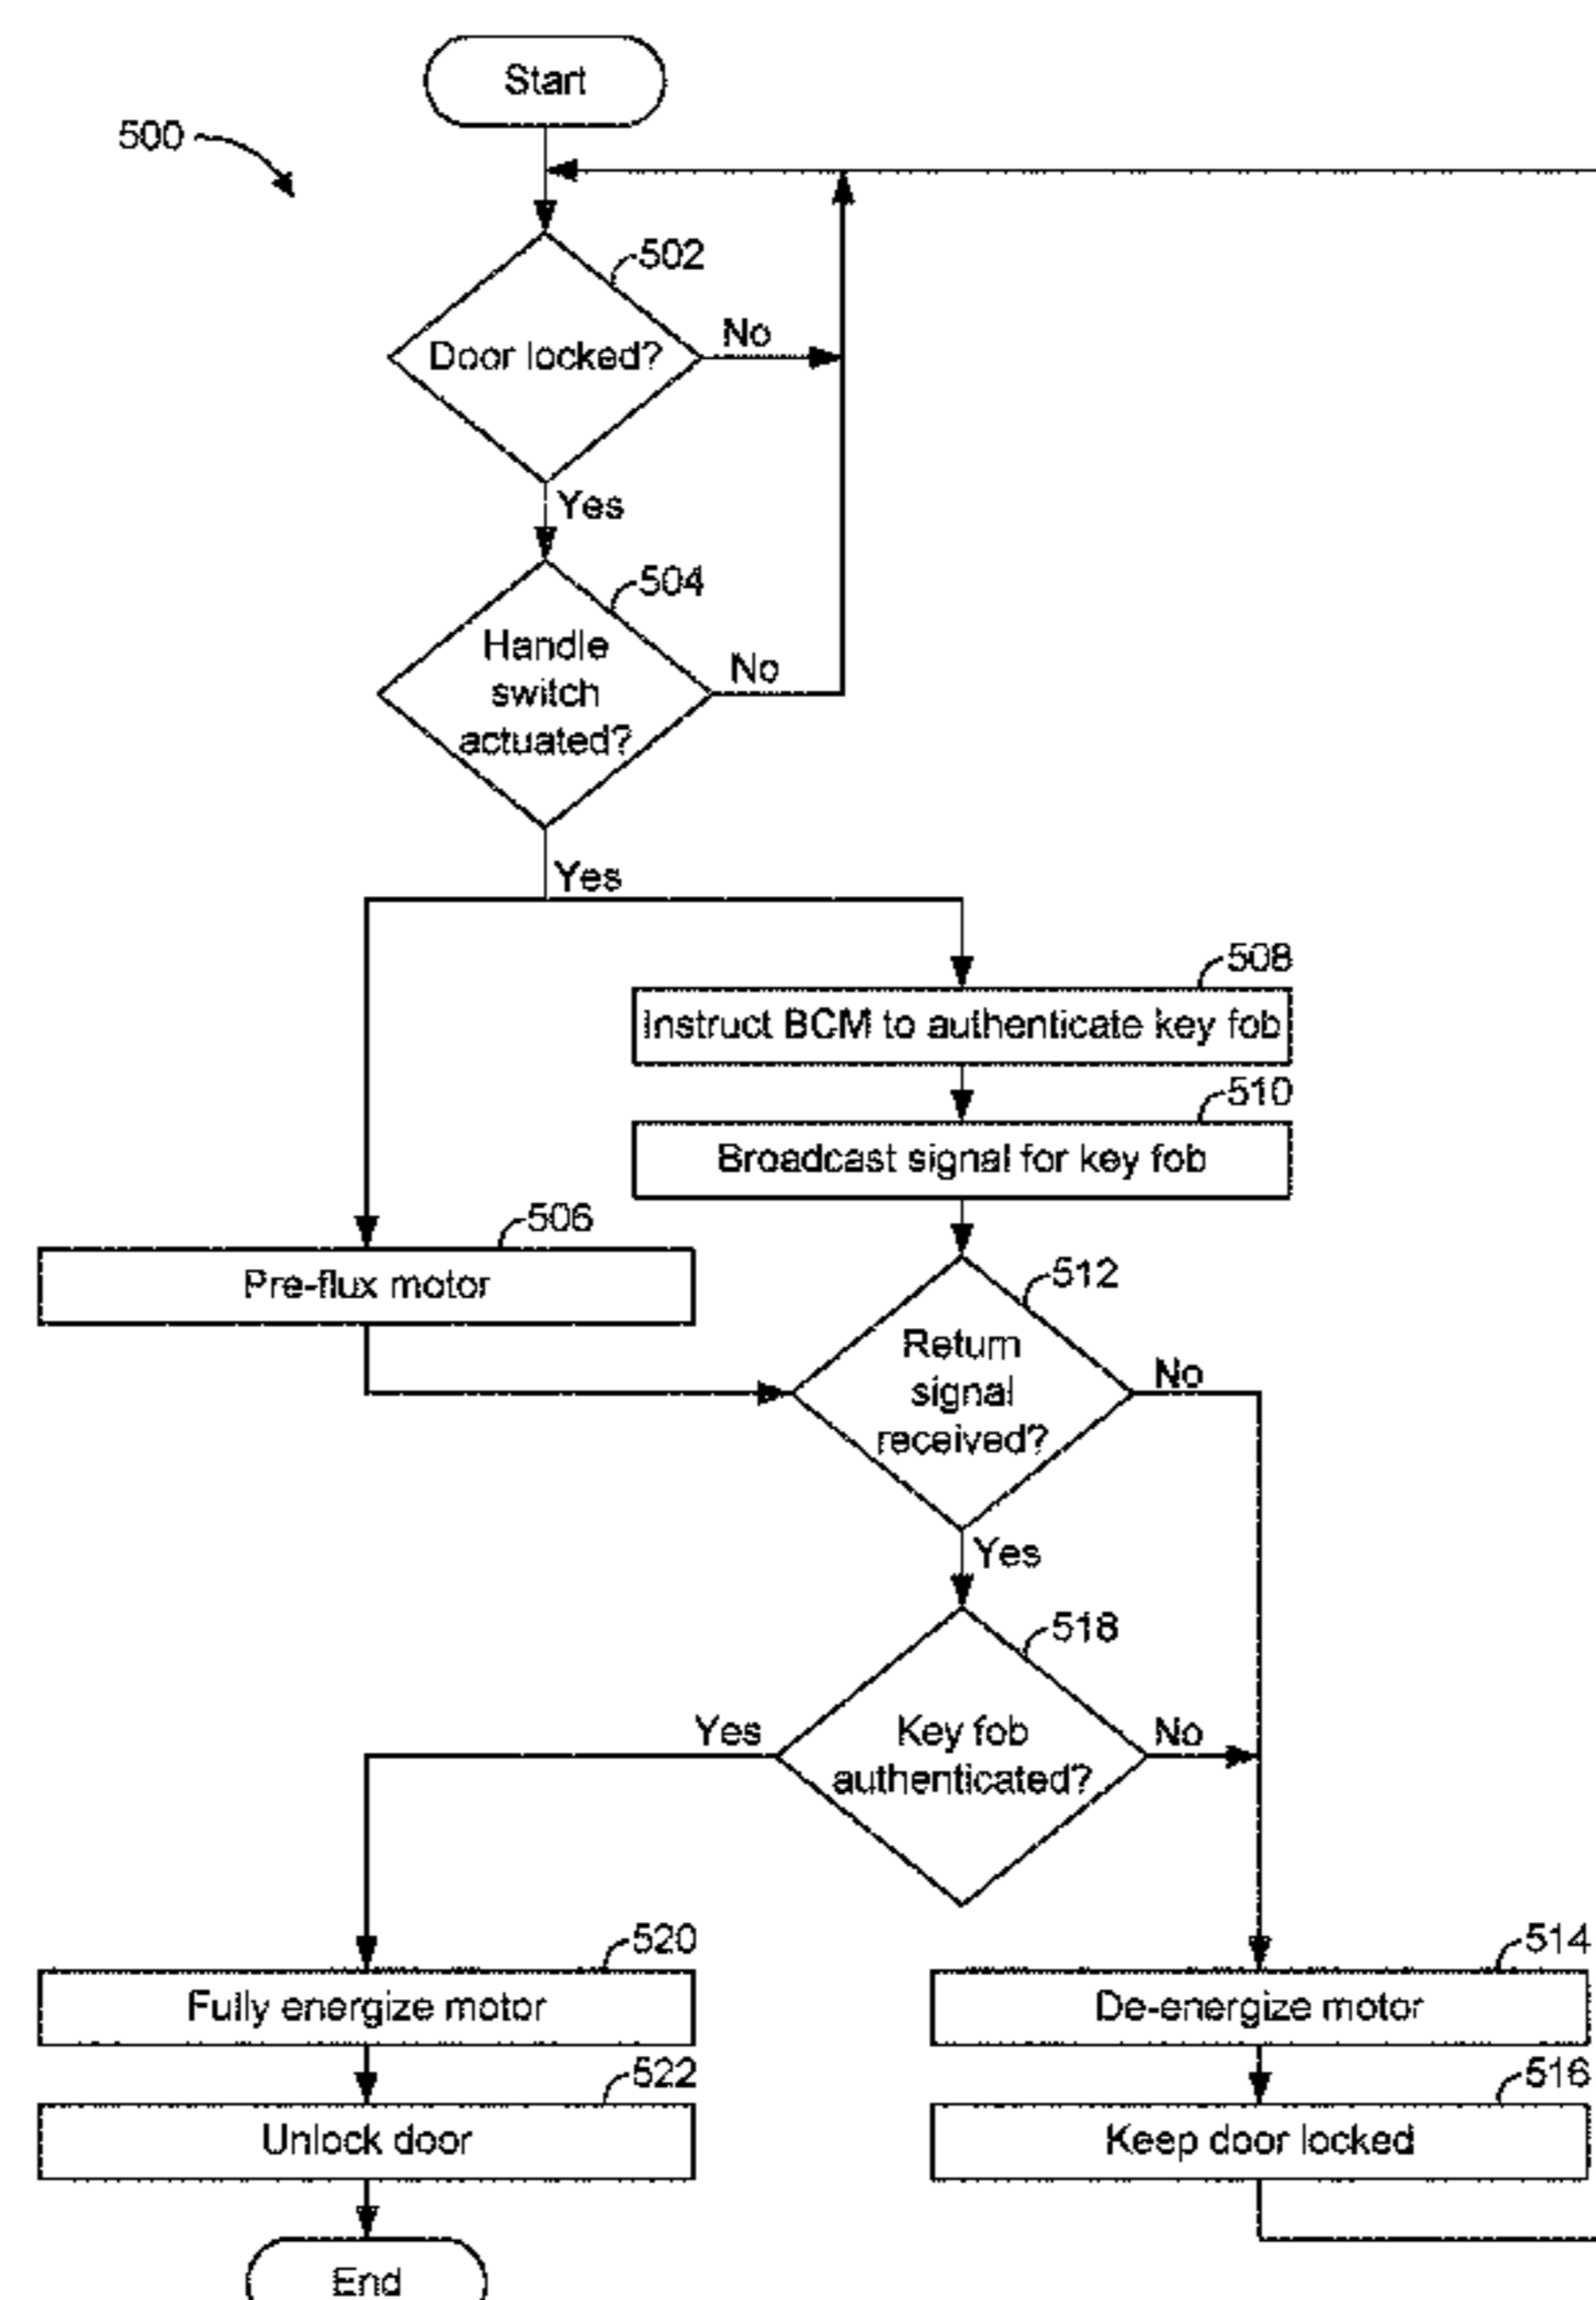 Start
500
502
Door locked?
No
Yes
504
Handle
switch
actuated?
No
Yes
508
Instruct BCM to authenticate key fob
510
Broadcast signal for key fob
506
Pre-flux motor
512
Return
signal
received?
No
Yes
518
Key fob
authenticated?
Yes
No
520
Fully energize motor
514
De-energize motor
522
Unlock door
516
Keep door locked
End